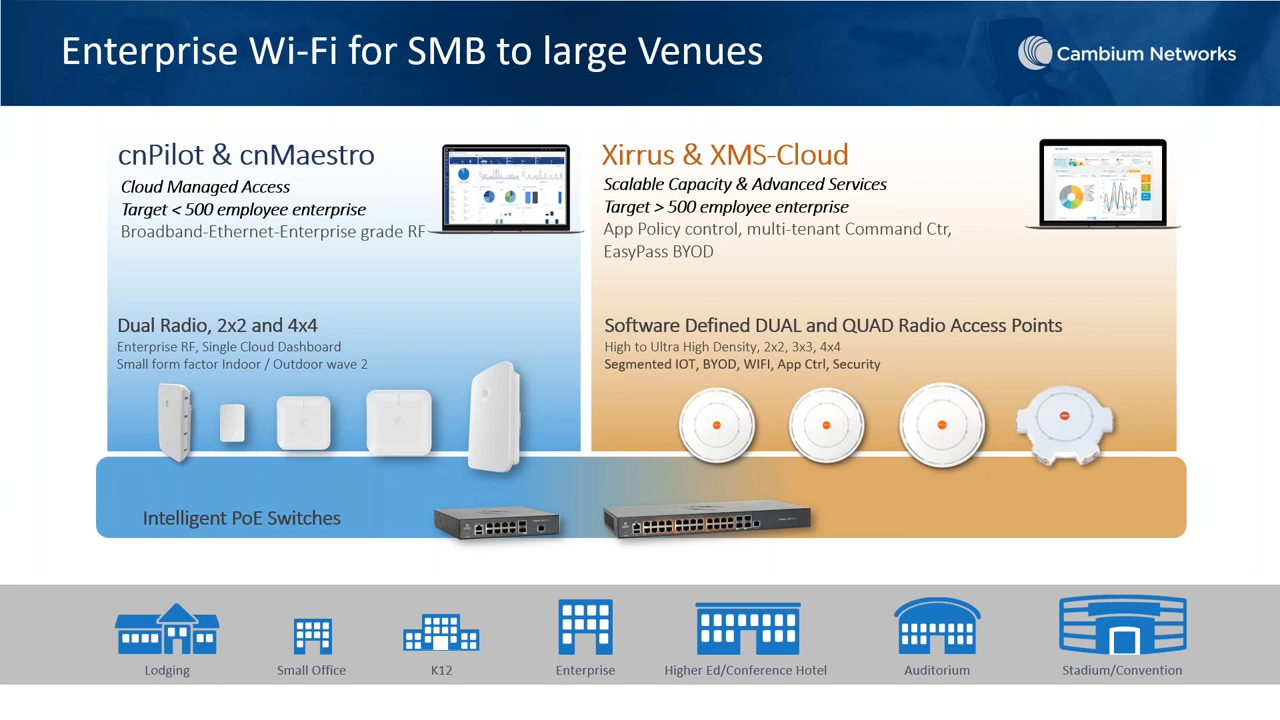 Enterprise Wi-Fi for SMB to large Venues
Cambium Networks
cnPilot & cnMaestro
Cloud Managed Access
Target < 500 employee enterprise
Broadband-Ethernet-Enterprise grade RF
Dual Radio, 2x2 and 4x4
Enterprise RF, Single Cloud Dashboard
Small form factor Indoor / Outdoor wave 2
Xirrus & XMS-Cloud
Scalable Capacity & Advanced Services
Target > 500 employee enterprise
App Policy control, multi-tenant Command Ctr,
EasyPass BYOD
Software Defined DUAL and QUAD Radio Access Points
High to Ultra High Density, 2x2, 3x3, 4x4
Segmented IOT, BYOD, WIFI, App Ctrl, Security
Intelligent PoE Switches
Lodging
Small Office
K12
Enterprise
Higher Ed/Conference Hotel
Auditorium
Stadium/Convention